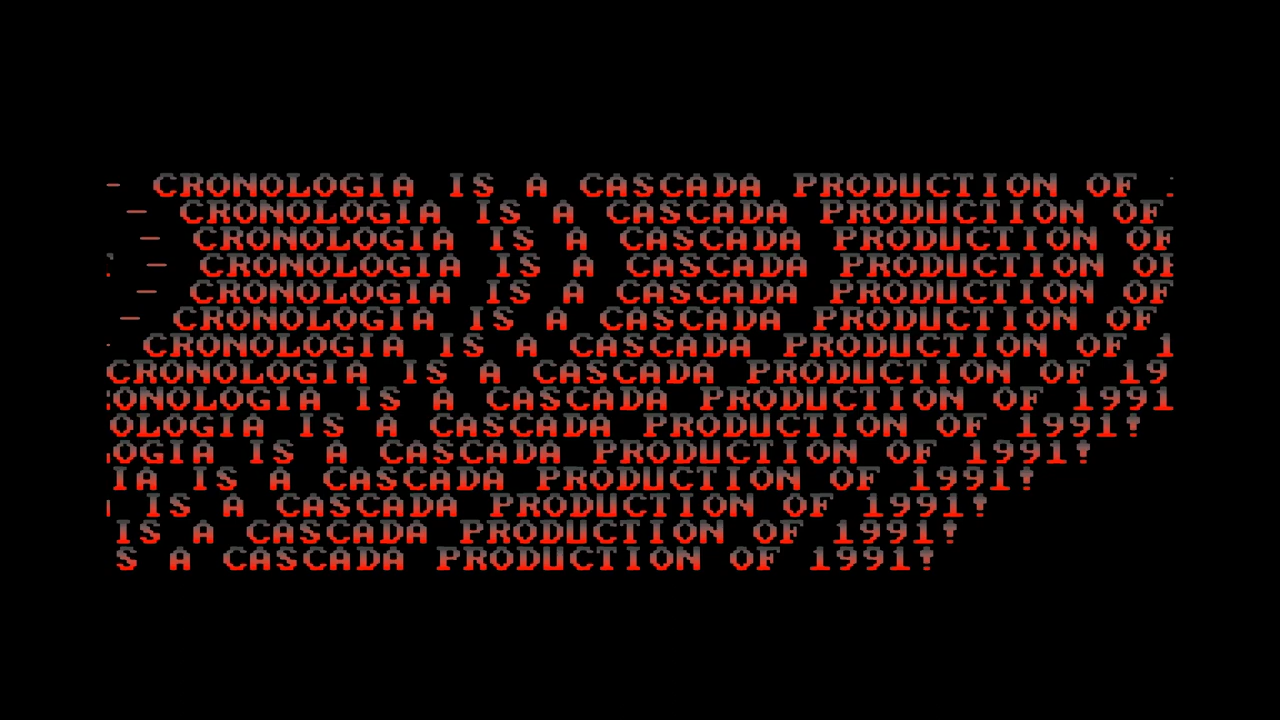 - CRONOLOGIA IS A CASCADA PRODUCTION OF
- CRONOLOGIA IS A CASCADA PRODUCTION OF
- CRONOLOGIA IS A CASCADA PRODUCTION OF
- CRONOLOGIA IS A CASCADA PRODUCTION OF
- CRONOLOGIA IS A CASCADA PRODUCTION OF
- CRONOLOGIA IS A CASCADA PRODUCTION OF
CRONOLOGIA IS A CASCADA PRODUCTION OF 1
CRONOLOGIA IS A CASCADA PRODUCTION OF 19
ONOLOGIA IS A CASCADA PRODUCTION OF 1991
OLOGIA IS A CASCADA PRODUCTION OF 1991!
OGIA IS A CASCADA PRODUCTION OF 1991!
IA IS A CASCADA PRODUCTION OF 1991!
IS A CASCADA PRODUCTION OF 1991!
IS A CASCADA PRODUCTION OF 1991!
S A CASCADA PRODUCTION OF 1991!